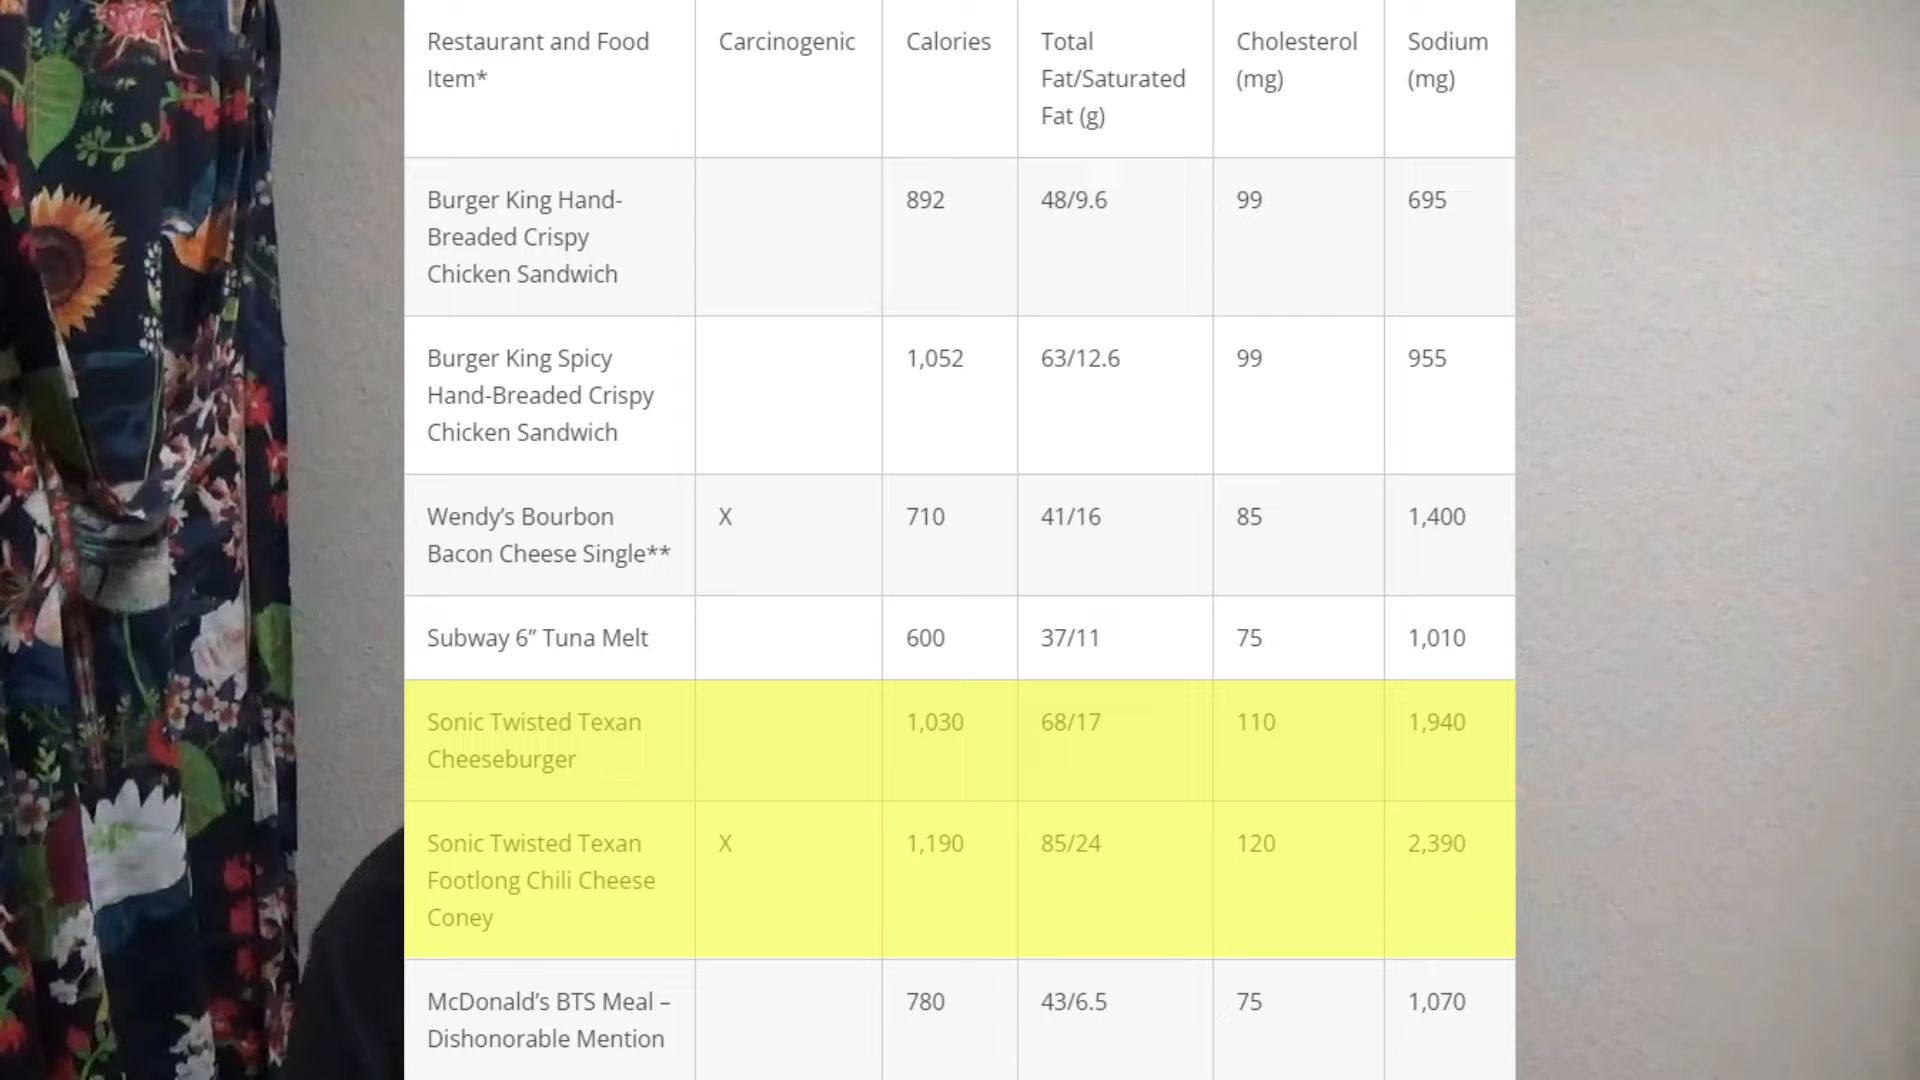 Restaurant and Food Item* Carcinogenic Calories Total Fat/Saturated Fat (g) Cholesterol (mg) Sodium (mg)
Burger King Hand-Breaded Crispy Chicken Sandwich 892 48/9.6 99 695
Burger King Spicy Hand-Breaded Crispy Chicken Sandwich 1,052 63/12.6 99 955
Wendy’s Bourbon Bacon Cheese Single** X 710 41/16 85 1,400
Subway 6” Tuna Melt 600 37/11 75 1,010
Sonic Twisted Texan Cheeseburger 1,030 68/17 110 1,940
Sonic Twisted Texan Footlong Chili Cheese Coney X 1,190 85/24 120 2,390
McDonald’s BTS Meal – Dishonorable Mention 780 43/6.5 75 1,070